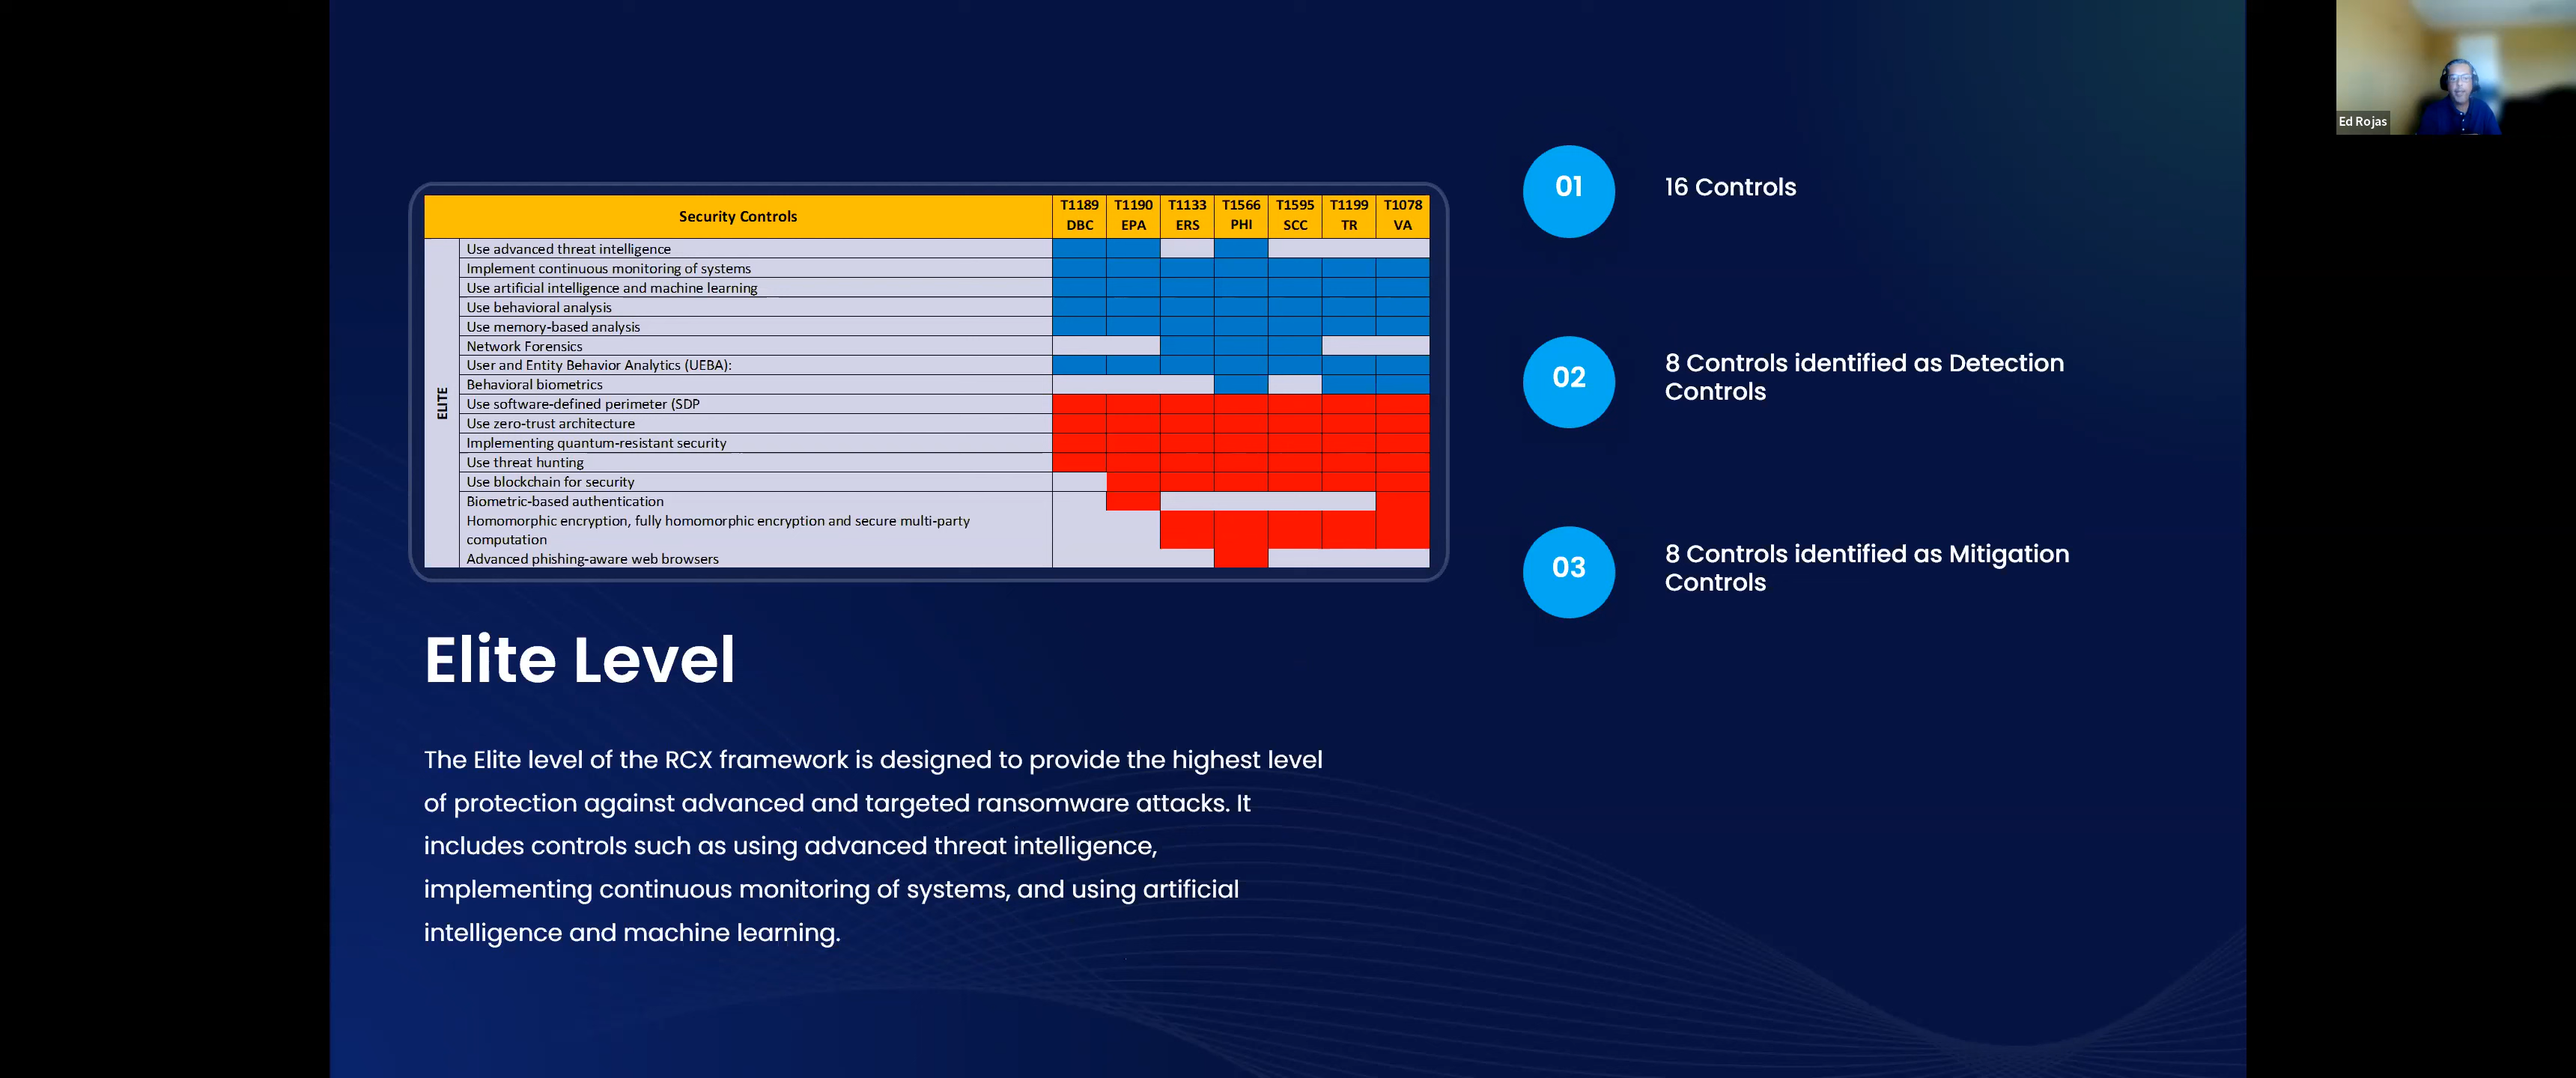 Ed Rojas
Security Controls
T1189 T1190 T1133 T1566 T1595 T1199 T1078
DBC EPA ERS PHI SCC TR VA
ELITE
Use advanced threat intelligence
Implement continuous monitoring of systems
Use artificial intelligence and machine learning
Use behavioral analysis
Use memory-based analysis
Network Forensics
User and Entity Behavior Analytics (UEBA):
Behavioral biometrics
Use software-defined perimeter (SDP
Use zero-trust architecture
Implementing quantum-resistant security
Use threat hunting
Use blockchain for security
Biometric-based authentication
Homomorphic encryption, fully homomorphic encryption and secure multi-party
computation
Advanced phishing-aware web browsers
01
16 Controls
02
8 Controls identified as Detection
Controls
03
8 Controls identified as Mitigation
Controls
Elite Level
The Elite level of the RCX framework is designed to provide the highest level
of protection against advanced and targeted ransomware attacks. It
includes controls such as using advanced threat intelligence,
implementing continuous monitoring of systems, and using artificial
intelligence and machine learning.